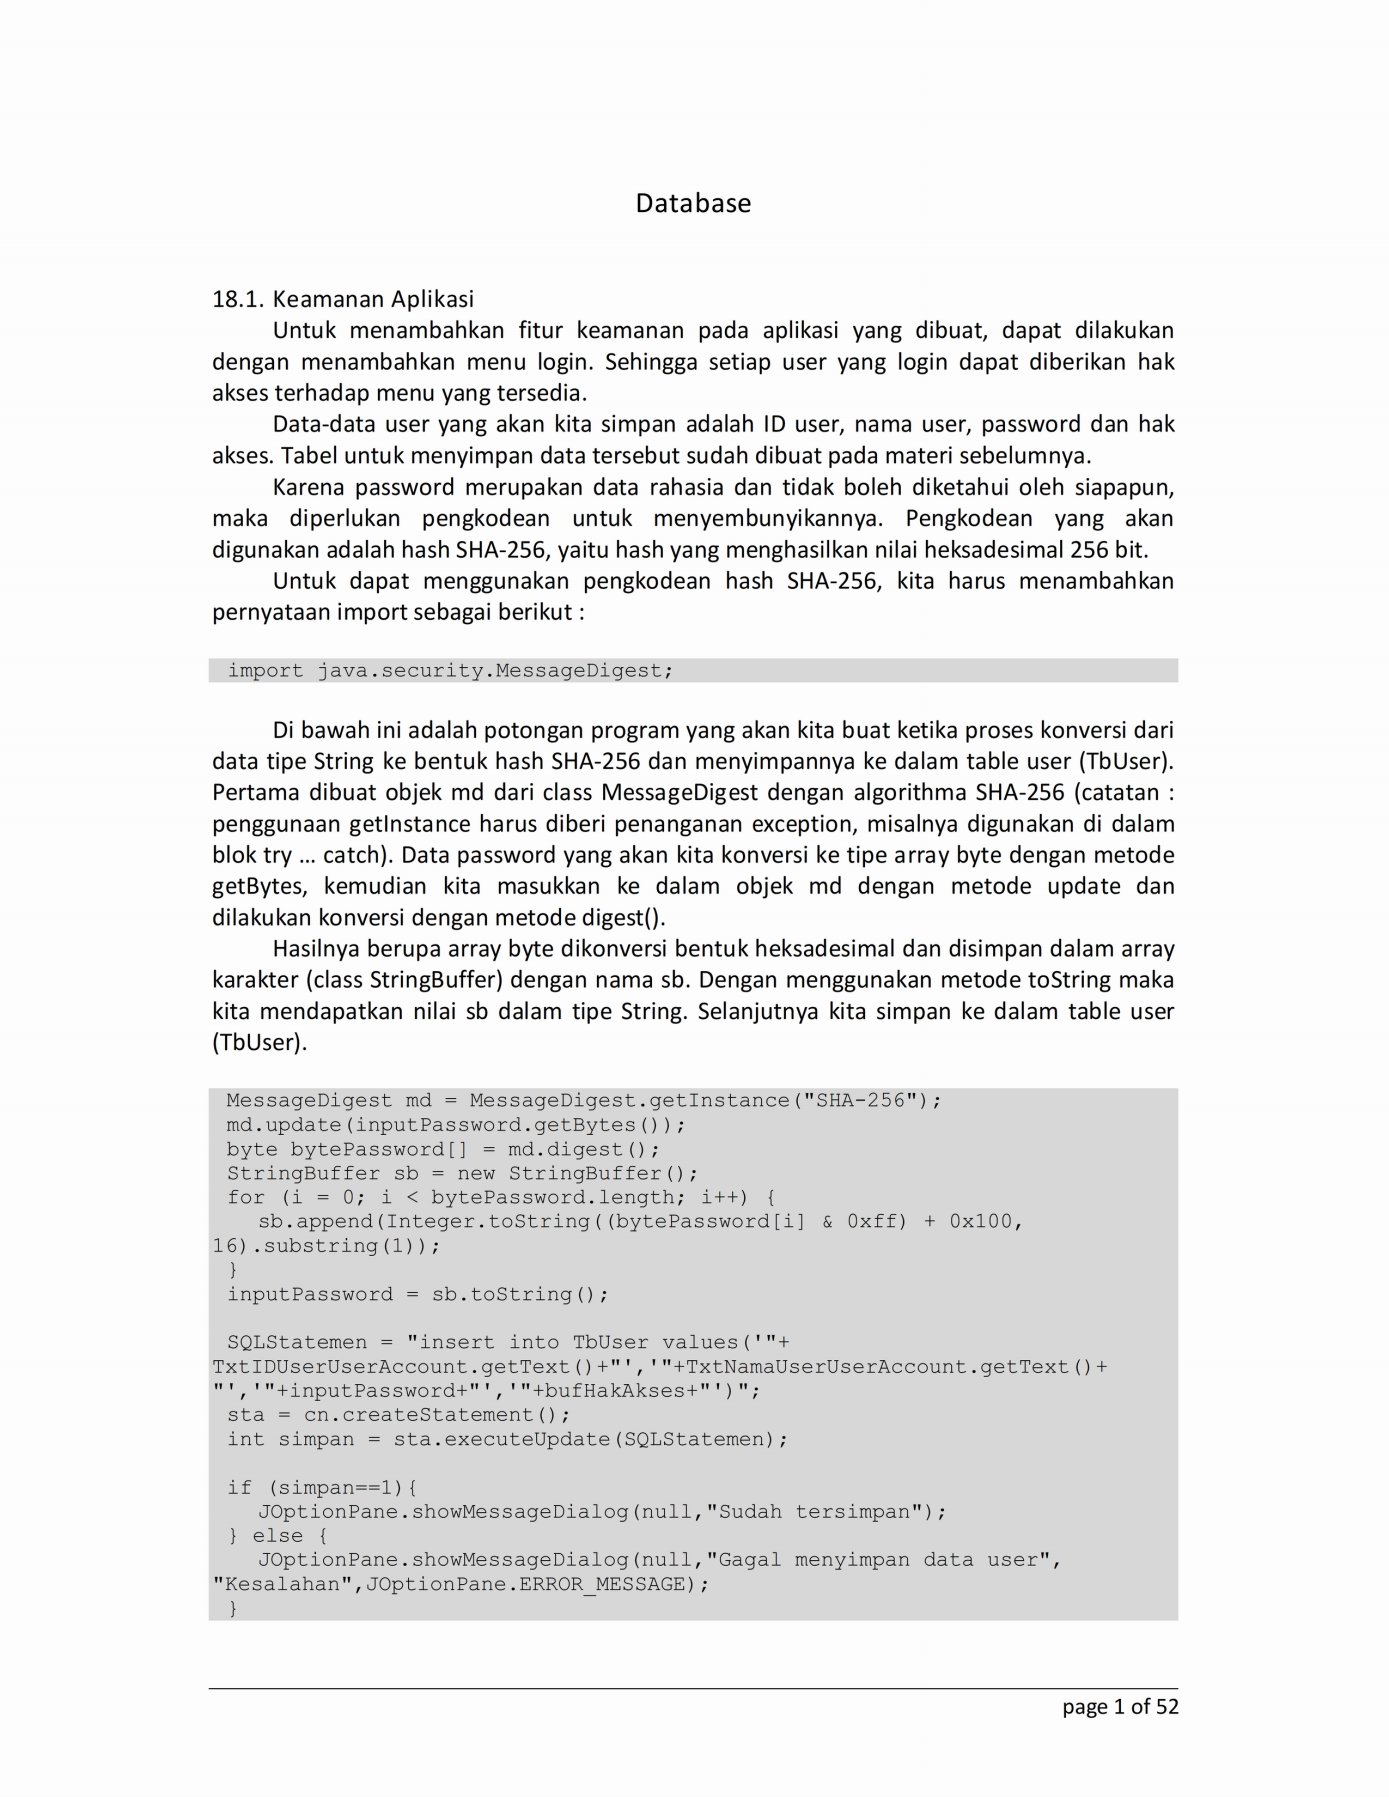 Database
18.1. Keamanan Aplikasi
Untuk menambahkan fitur keamanan pada aplikasi yang dibuat, dapat dilakukan
dengan menambahkan menu login. Sehingga setiap user yang login dapat diberikan hak
akses terhadap menu yang tersedia.
Data-data user yang akan kita simpan adalah ID user, nama user, password dan hak
akses. Tabel untuk menyimpan data tersebut sudah dibuat pada materi sebelumnya.
Karena password merupakan data rahasia dan tidak boleh diketahui oleh siapapun,
maka diperlukan pengkodean untuk menyembunyikannya. Pengkodean yang akan
digunakan adalah hash SHA-256, yaitu hash yang menghasilkan nilai heksadesimal 256 bit.
Untuk dapat menggunakan pengkodean hash SHA-256, kita harus menambahkan
pernyataan import sebagai berikut :
import java.security.MessageDigest;
Di bawah ini adalah potongan program yang akan kita buat ketika proses konversi dari
data tipe String ke bentuk hash SHA-256 dan menyimpannya ke dalam table user (TbUser).
Pertama dibuat objek md dari class MessageDigest dengan algorithma SHA-256 (catatan :
penggunaan getInstance harus diberi penanganan exception, misalnya digunakan di dalam
blok try … catch). Data password yang akan kita konversi ke tipe array byte dengan metode
getBytes, kemudian kita masukkan ke dalam objek md dengan metode update dan
dilakukan konversi dengan metode digest().
Hasilnya berupa array byte dikonversi bentuk heksadesimal dan disimpan dalam array
karakter (class StringBuffer) dengan nama sb. Dengan menggunakan metode toString maka
kita mendapatkan nilai sb dalam tipe String. Selanjutnya kita simpan ke dalam table user
(TbUser).
MessageDigest md = MessageDigest.getInstance("SHA-256");
md.update(inputPassword.getBytes());
byte bytePassword[] = md.digest();
StringBuffer sb = new StringBuffer();
for (i = 0; i < bytePassword.length; i++) {
sb.append(Integer.toString((bytePassword[i] & 0xff) + 0x100,
16).substring(1));
}
inputPassword = sb.toString();
SQLStatemen = "insert into TbUser values('"+
TxtIDUserUserAccount.getText()+"','"+TxtNamaUserUserAccount.getText()+
"','"+inputPassword+"','"+bufHakAkses+"')";
sta = cn.createStatement();
int simpan = sta.executeUpdate(SQLStatemen);
if (simpan==1){
JOptionPane.showMessageDialog(null,"Sudah tersimpan");
} else {
JOptionPane.showMessageDialog(null,"Gagal menyimpan data user",
"Kesalahan",JOptionPane.ERROR_MESSAGE);
}
page 1 of 52